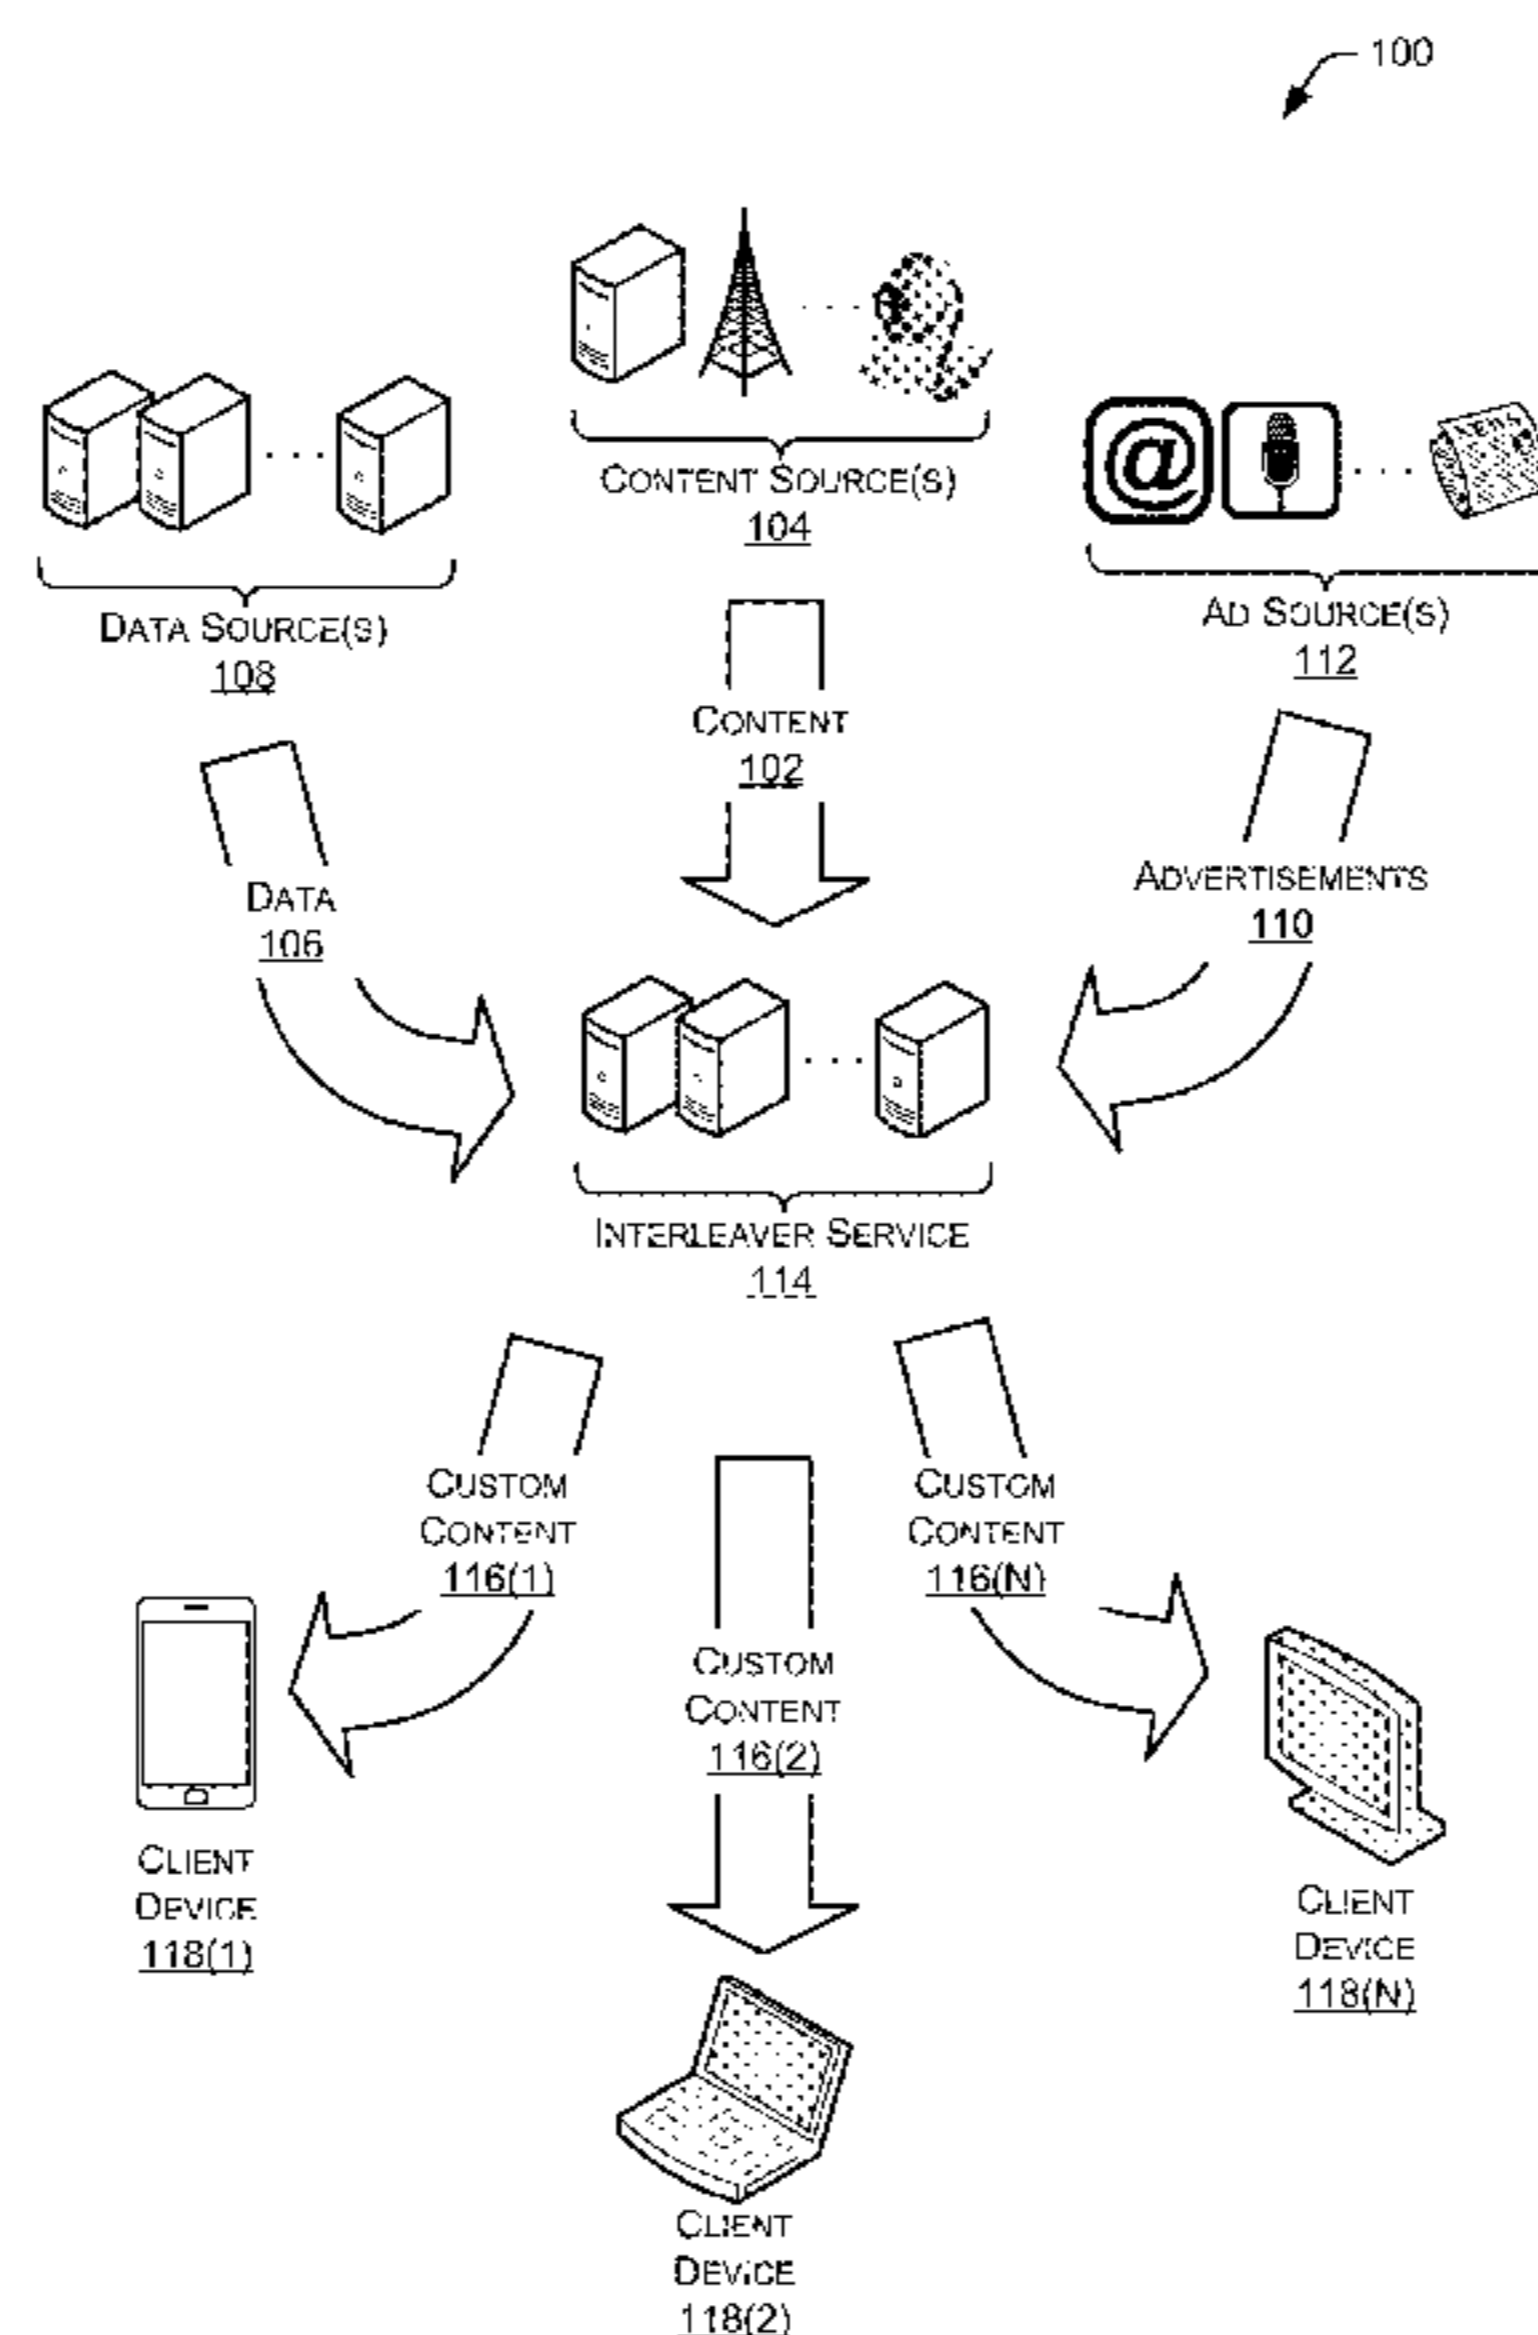 100
CONTENT SOURCE(S)
104
DATA SOURCE(S)
108
NEWS
AD SOURCE(S)
112
CONTENT
102
DATA
106
ADVERTISEMENTS
110
INTERLEAVER SERVICE
114
CUSTOM
CONTENT
116(1)
CUSTOM
CONTENT
116(2)
CUSTOM
CONTENT
116(N)
CLIENT
DEVICE
118(1)
CLIENT
DEVICE
118(2)
CLIENT
DEVICE
118(N)
@